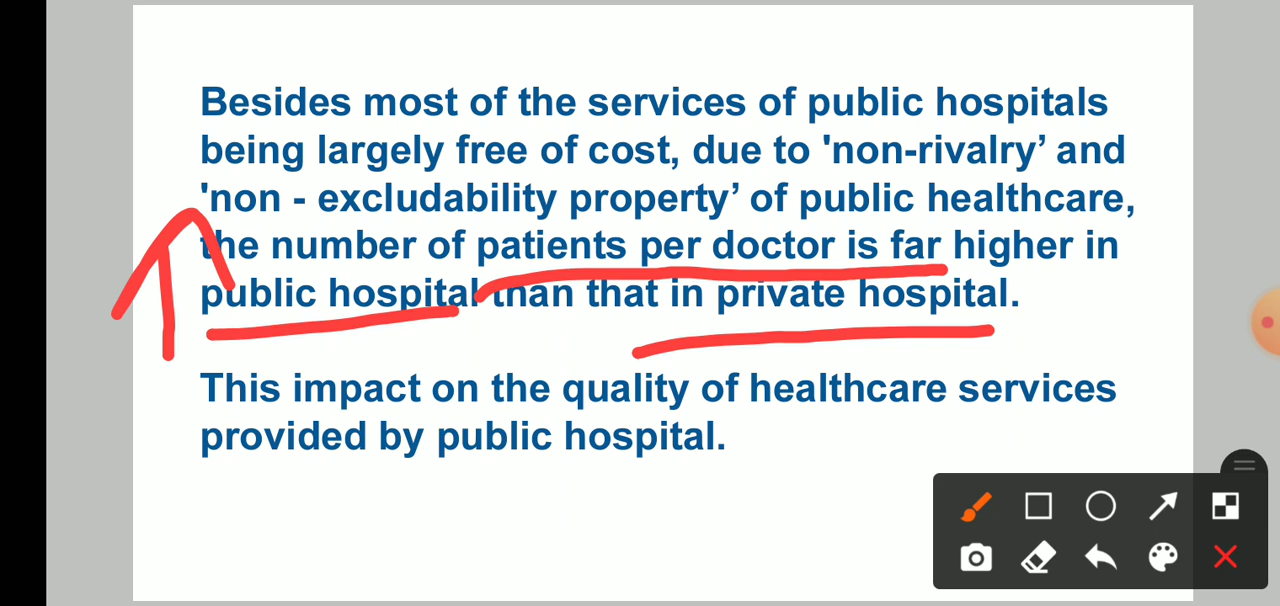 Besides most of the services of public hospitals
being largely free of cost, due to 'non-rivalry’ and
'non - excludability property’ of public healthcare,
the number of patients per doctor is far higher in
public hospital than that in private hospital.
This impact on the quality of healthcare services
provided by public hospital.